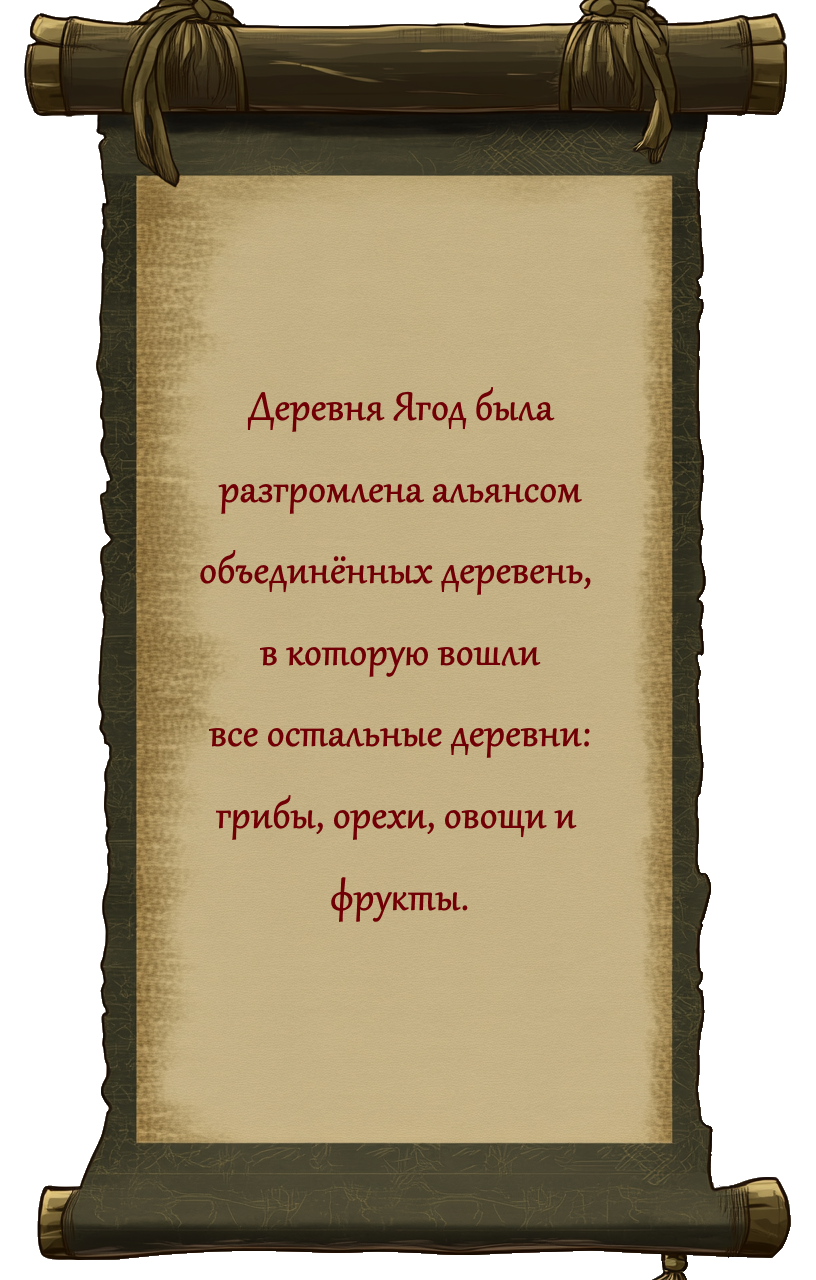 Деревня Ягод была
разгромлена альянсом
объединённых деревень,
в которую вошли
все остальные деревни:
грибы, орехи, овощи и
фрукты.